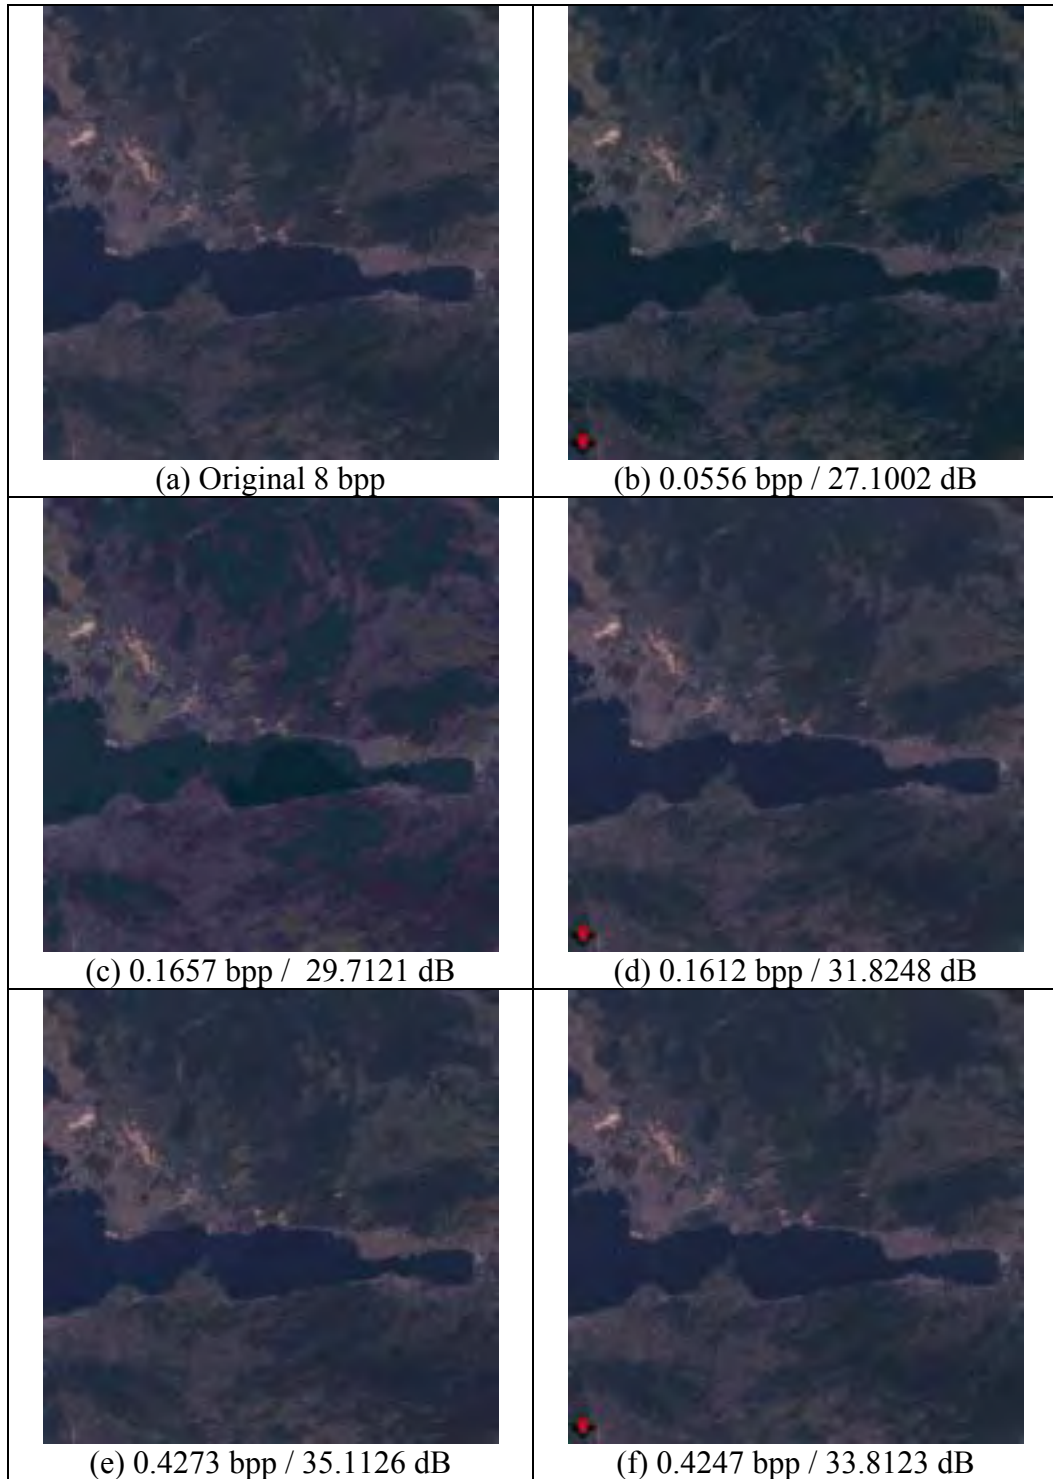 (a) Original 8 bpp
(b) 0.0556 bpp / 27.1002 dB
(c) 0.1657 bpp /  29.7121 dB
(d) 0.1612 bpp / 31.8248 dB
(e) 0.4273 bpp / 35.1126 dB
(f) 0.4247 bpp / 33.8123 dB